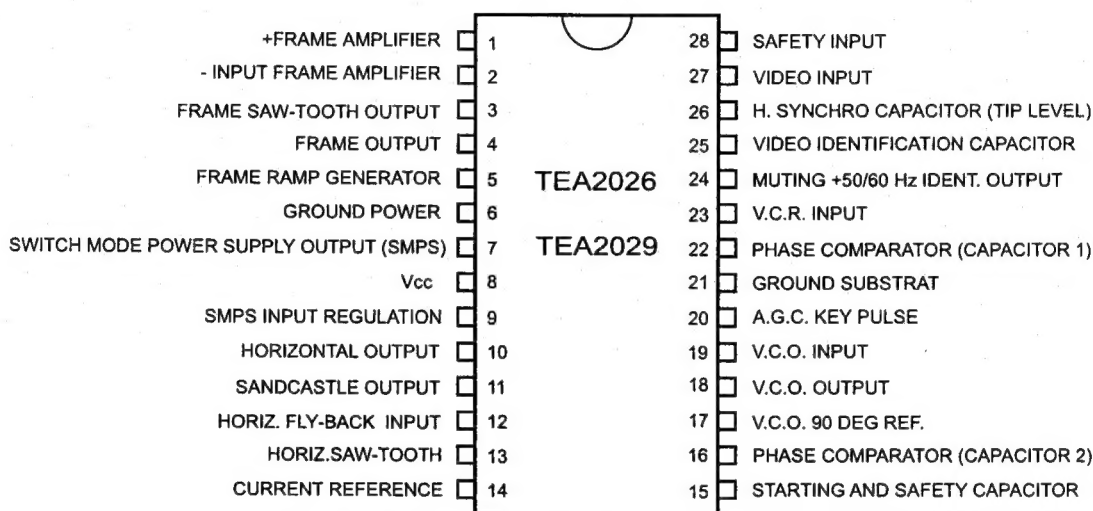 +FRAME AMPLIFIER 1 28 SAFETY INPUT
- INPUT FRAME AMPLIFIER 2 27 VIDEO INPUT
FRAME SAW-TOOTH OUTPUT 3 26 H. SYNCHRO CAPACITOR (TIP LEVEL)
FRAME OUTPUT 4 25 VIDEO IDENTIFICATION CAPACITOR
FRAME RAMP GENERATOR 5 TEA2026 24 MUTING +50/60 Hz IDENT. OUTPUT
GROUND POWER 6 23 V.C.R. INPUT
SWITCH MODE POWER SUPPLY OUTPUT (SMPS) 7 TEA2029 22 PHASE COMPARATOR (CAPACITOR 1)
Vcc 8 21 GROUND SUBSTRAT
SMPS INPUT REGULATION 9 20 A.G.C. KEY PULSE
HORIZONTAL OUTPUT 10 19 V.C.O. INPUT
SANDCASTLE OUTPUT 11 18 V.C.O. OUTPUT
HORIZ. FLY-BACK INPUT 12 17 V.C.O. 90 DEG REF.
HORIZ.SAW-TOOTH 13 16 PHASE COMPARATOR (CAPACITOR 2)
CURRENT REFERENCE 14 15 STARTING AND SAFETY CAPACITOR